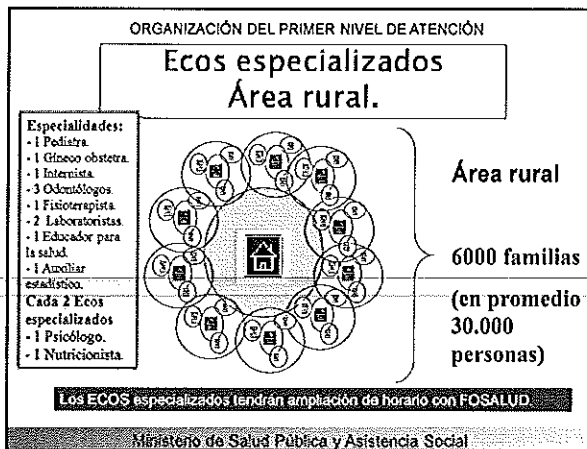 ORGANIZACIÓN DEL PRIMER NIVEL DE ATENCIÓN
Ecos especializados
Área rural.
Especialidades:
- 1 Pediatra.
- 1 Gineco obstetra.
- 1 Internista.
- 3 Odontólogos.
- 1 Fisioterapista.
- 2 Laboratoristas.
- 1 Educador para
la salud.
- 1 Auxiliar
estadístico.
Cada 2 Ecos
especializados
- 1 Psicólogo.
- 1 Nutricionista.
Área rural
6000 familias
(en promedio
30.000
personas)
Los ECOS especializados tendrán ampliación de horario con FOSALUD.
Ministerio de Salud Pública y Asistencia Social